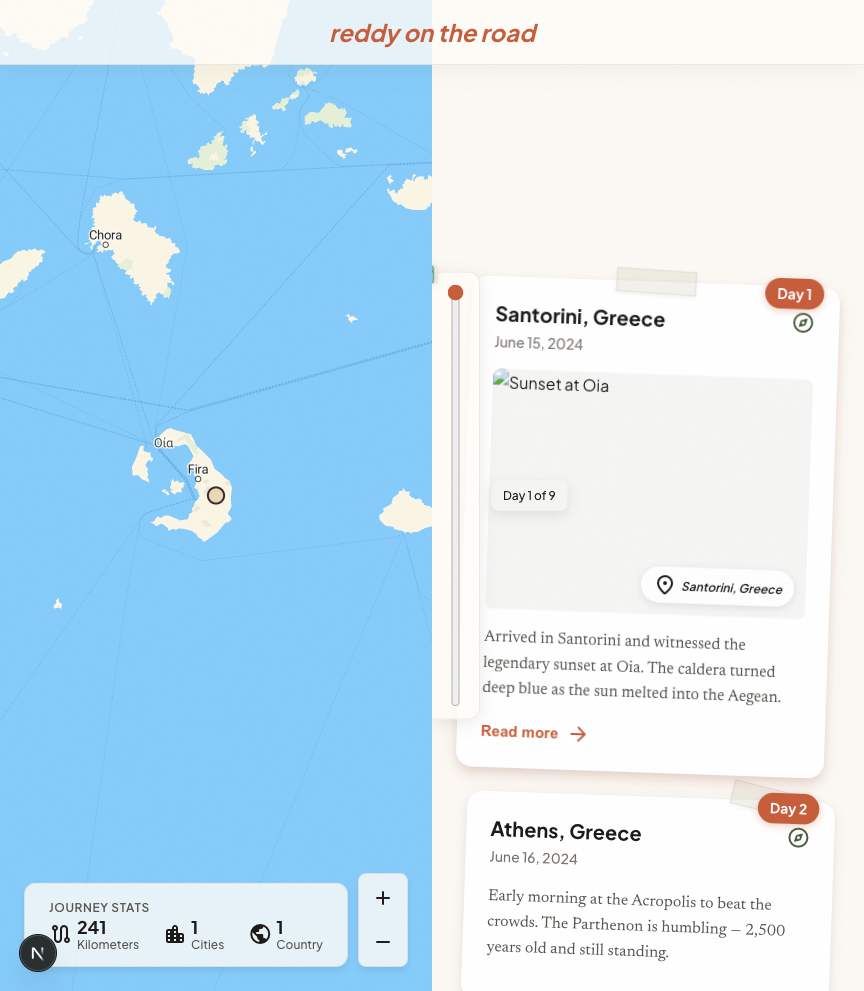 reddy on the road
Chora
Oía
Fira
JOURNEY STATS
241
Kilometers
1
Cities
1
Country
N
+
−
Day 1
Santorini, Greece
June 15, 2024
Sunset at Oia
Day 1 of 9
Santorini, Greece
Arrived in Santorini and witnessed the
legendary sunset at Oia. The caldera turned
deep blue as the sun melted into the Aegean.
Read more →
Day 2
Athens, Greece
June 16, 2024
Early morning at the Acropolis to beat the
crowds. The Parthenon is humbling — 2,500
years old and still standing.